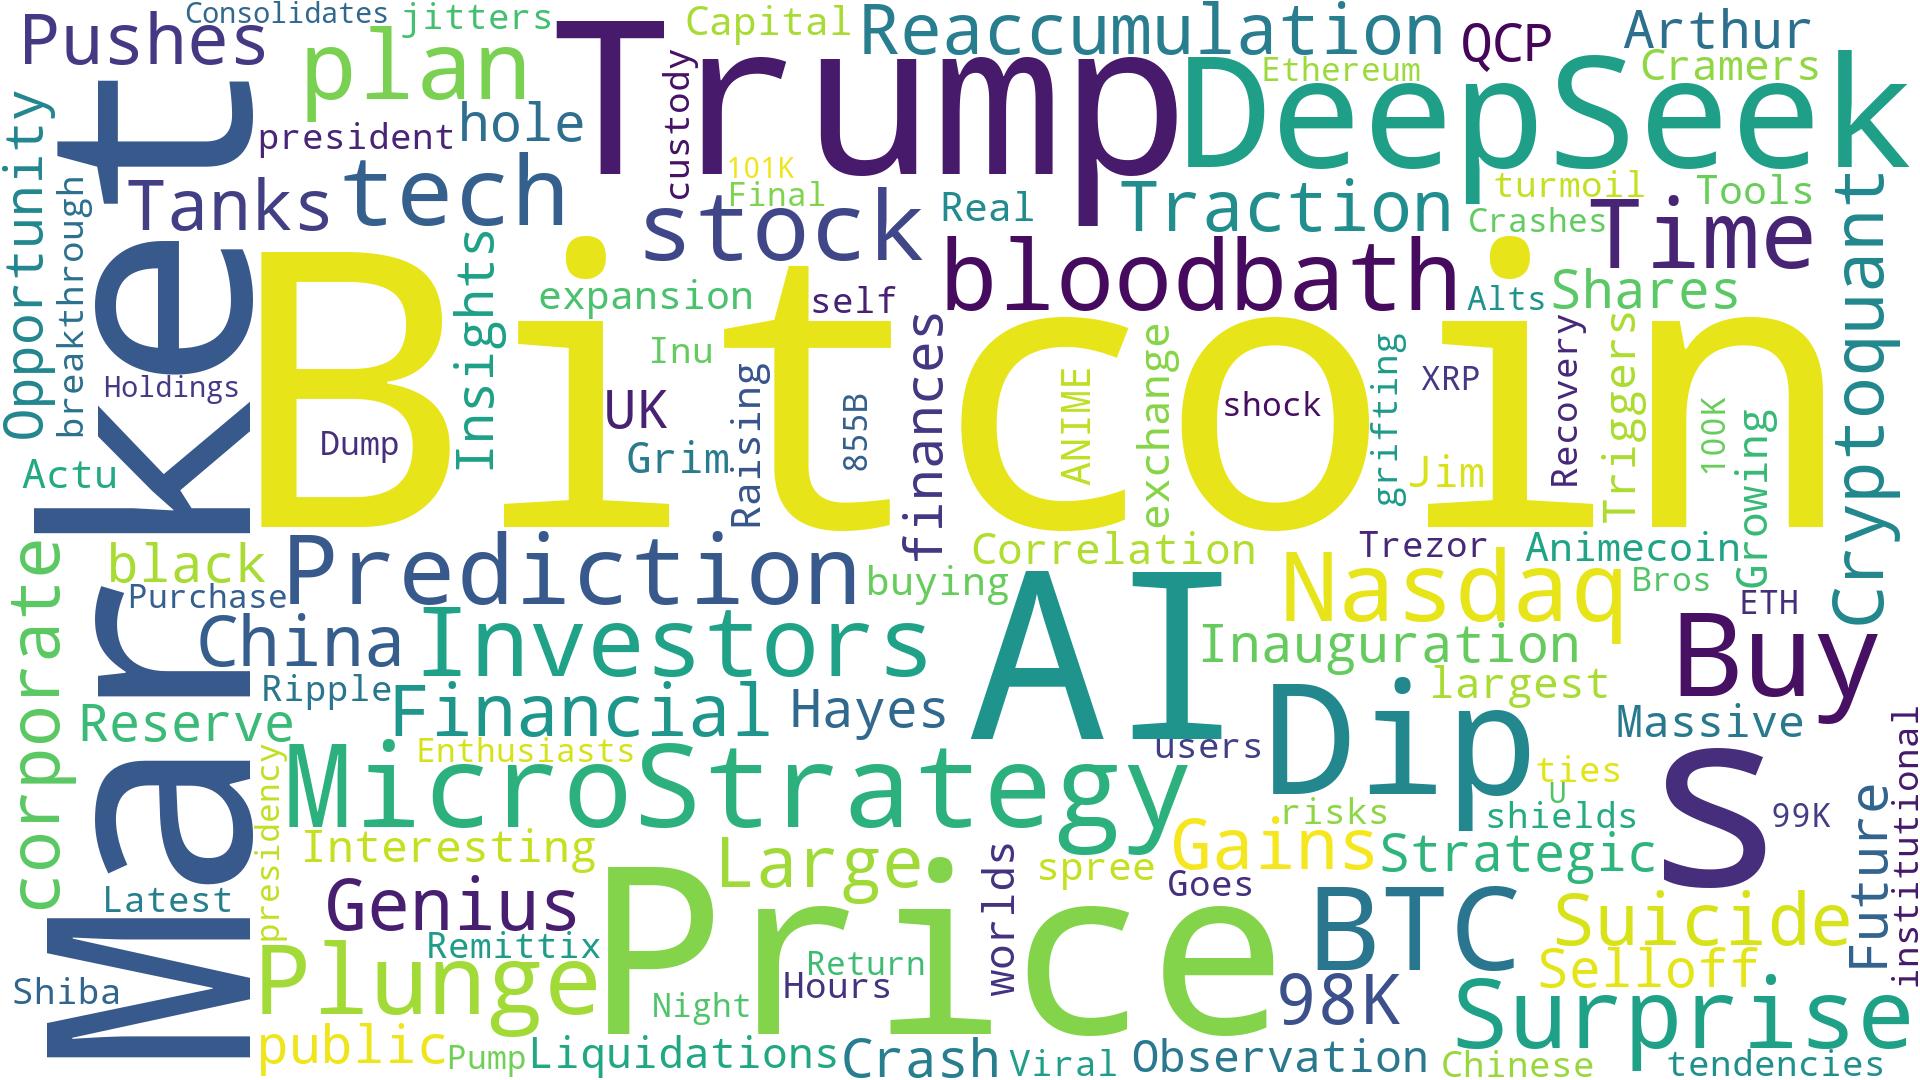 Consolidates
jitters
Capital
Reaccumulation
QCP
Arthur
Pushes
plan
Trump
custody
DeepSeek
Ethereum
Cramers
president
hole
Opportunity
breakthrough
Market
Tanks
tech
101K
Final
stock
Real
Traction
turmoil
Crashes
Tools
Time
Cryptoquant
Insights
expansion
self
bloodbath
Alts
Shares
Bitcoin
Holdings
Dump
Inu
UK
Grim
Raising
855B
finances
ANIME
exchange
shock
grifting
XRP
Jim
Recovery
Triggers
100K
Growing
Actu
corporate
black
Purchase
Prediction
buying
Correlation
Trezor
Animecoin
Nasdaq
Bros
ETH
China
Investors
AI
Inauguration
Buy
Ripple
Reserve
Financial
Hayes
largest
Massive
Enthusiasts
MicroStrategy
users
Dip
ties
U
S
institutional
presidency
risks
shields
99K
Future
Interesting
Large
worlds
spree
Gains
Strategic
Latest
Genius
Price
Goes
BTC
Suicide
Remittix
Plunge
Return
Selloff
Shiba
Night
Hours
98K
Surprise
public
Pump
Liquidations
Crash
Viral
Observation
Chinese
tendencies